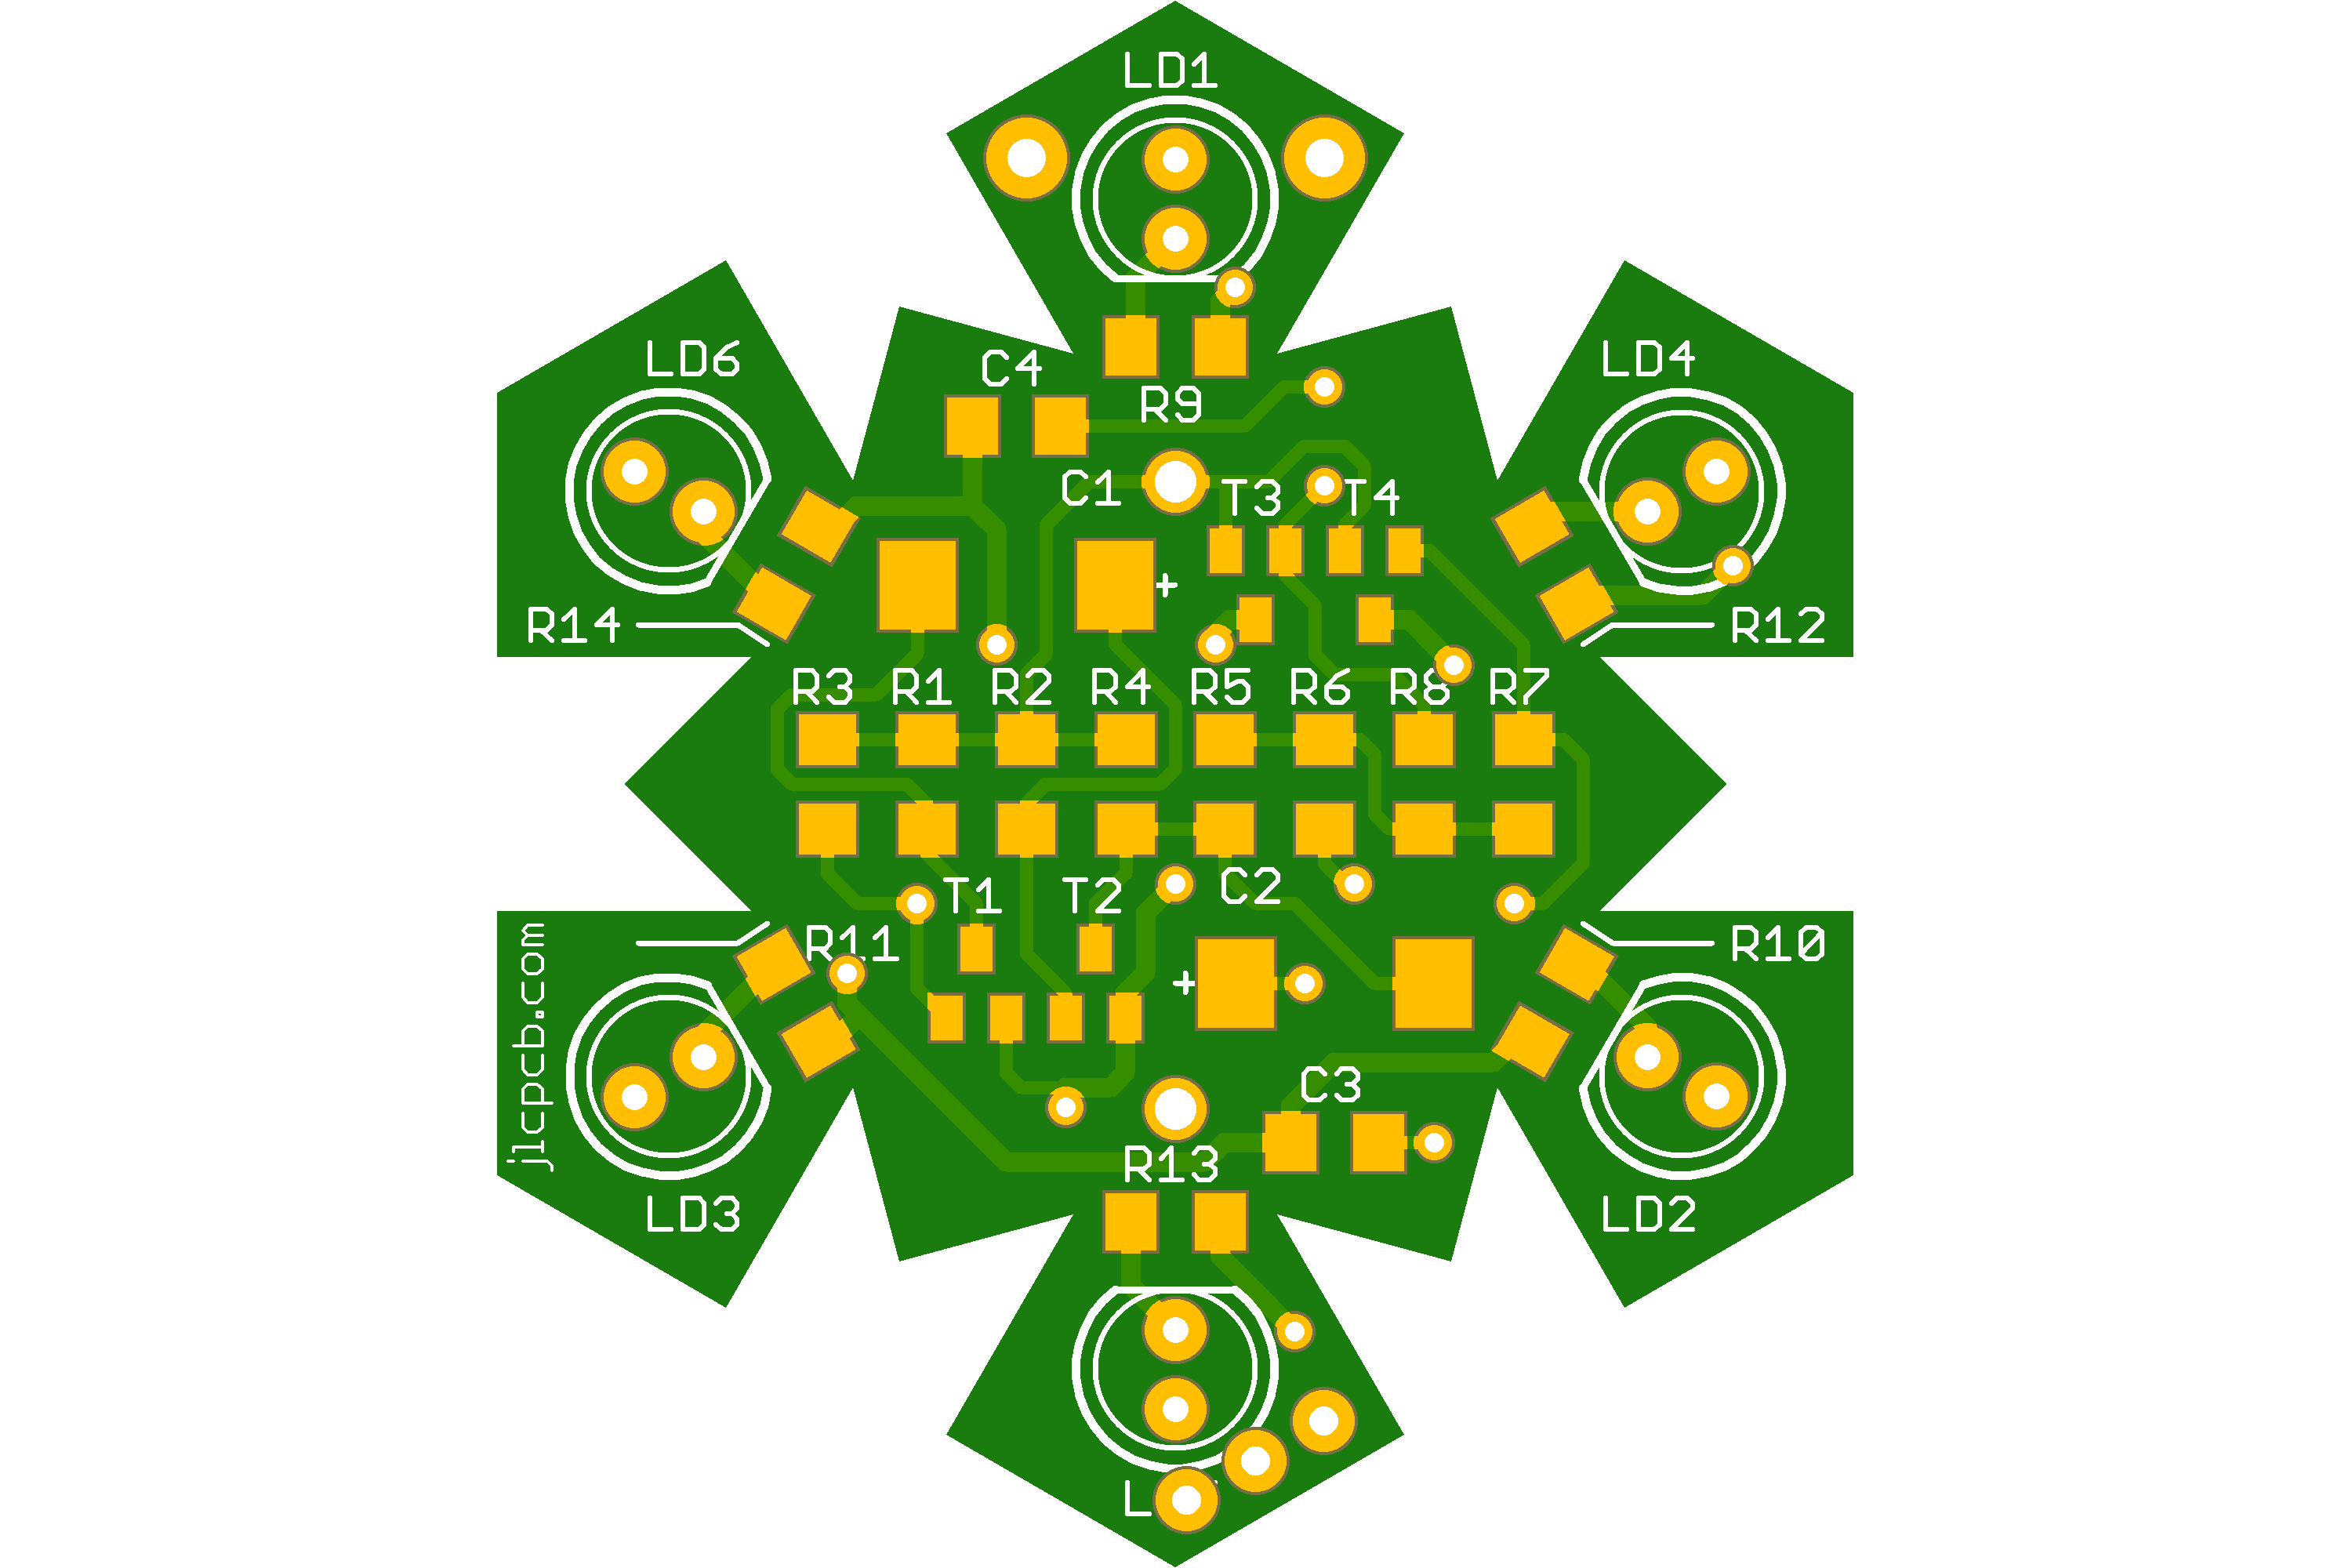 LD1
LD6
LD4
C4
R9
C1
T3
T4
+
R14
R12
R3 R1 R2 R4 R5 R6 R8 R7
T1
T2
C2
R11
R10
+
jlcpcb.com
C3
R13
LD3
LD2